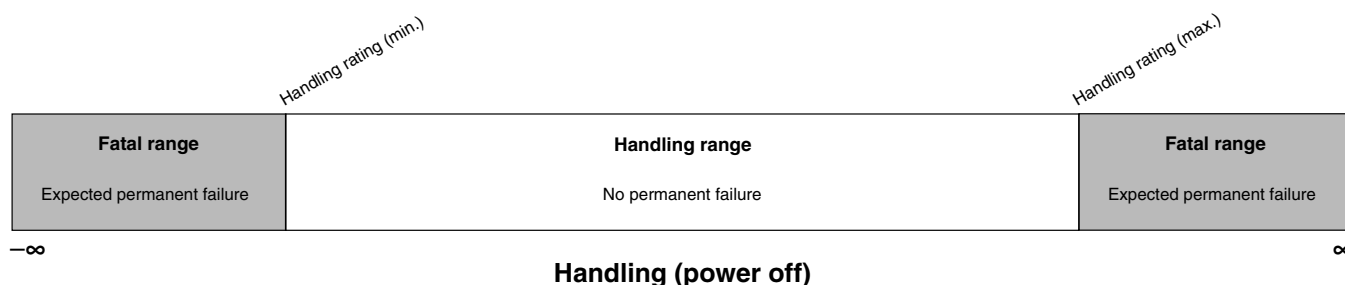 Handling rating (min.)
Handling rating (max.)
Fatal range
Handling range
Fatal range
Expected permanent failure
No permanent failure
Expected permanent failure
–∞
∞
Handling (power off)